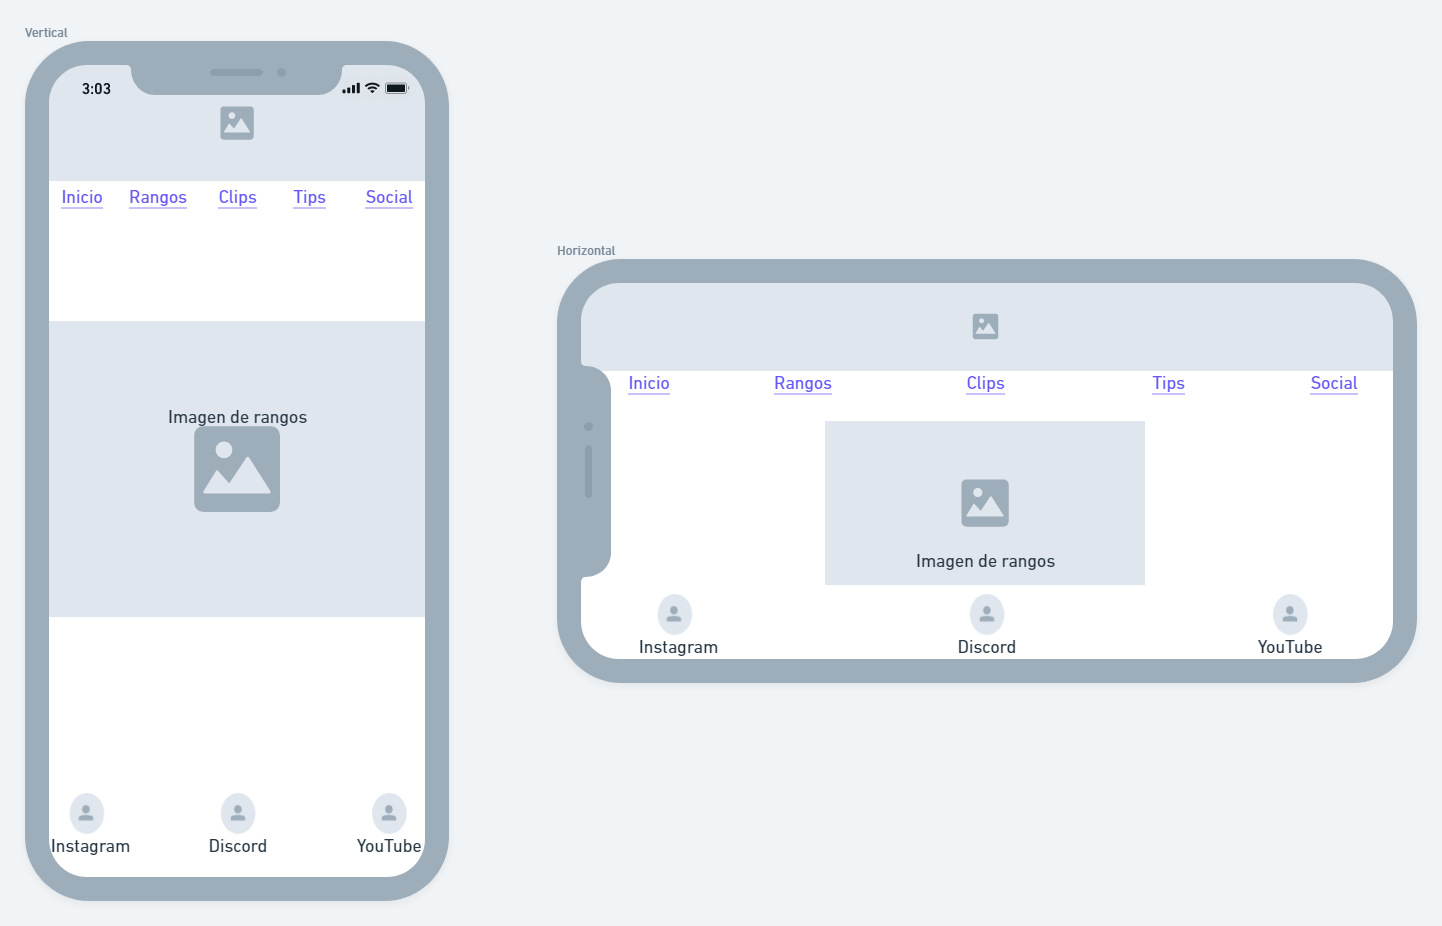 Vertical
3:03
Inicio Rangos Clips Tips Social
Imagen de rangos
Instagram Discord YouTube
Horizontal
Inicio Rangos Clips Tips Social
Imagen de rangos
Instagram Discord YouTube